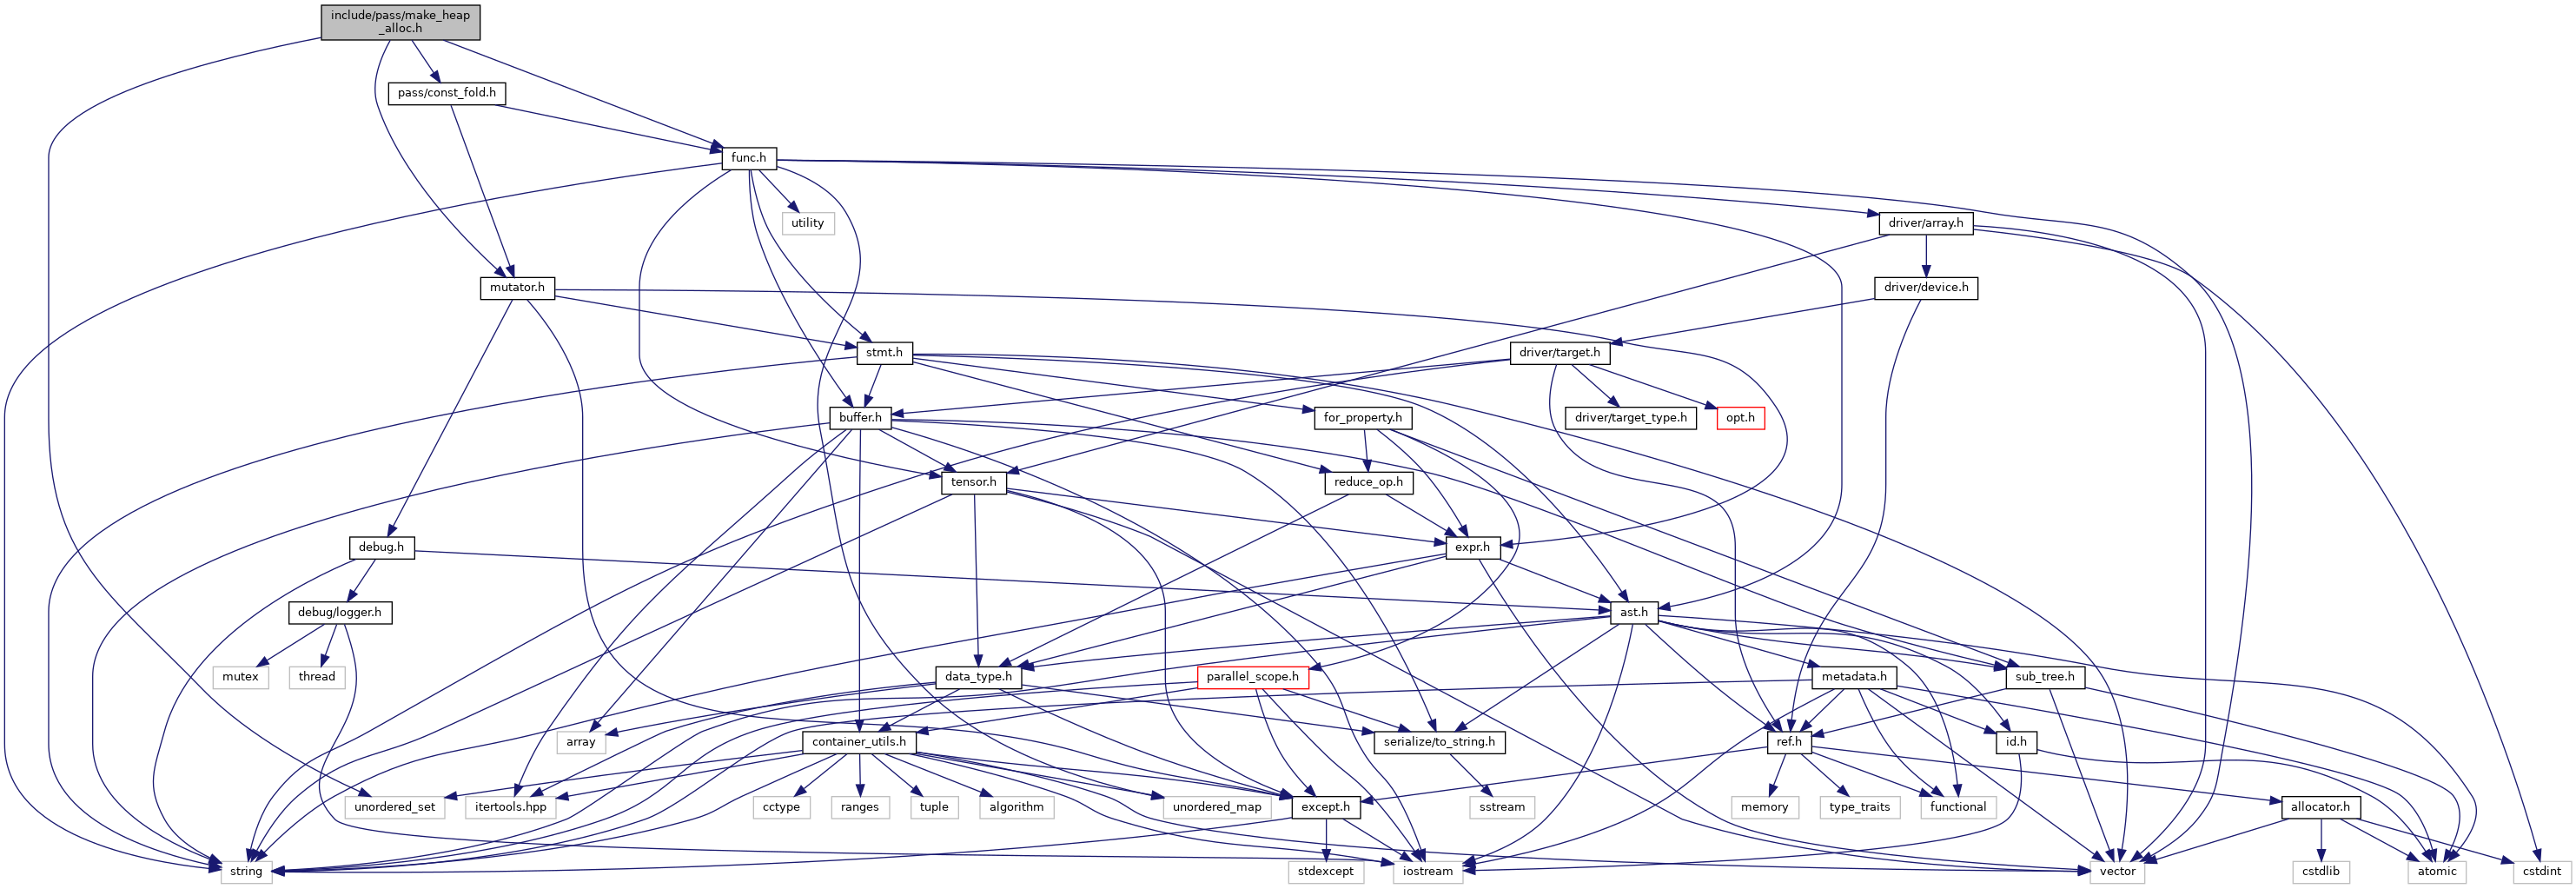 include/pass/make_heap
_alloc.h
pass/const_fold.h
func.h
utility
driver/array.h
mutator.h
driver/device.h
stmt.h
driver/target.h
buffer.h
for_property.h
driver/target_type.h
opt.h
tensor.h
reduce_op.h
debug.h
expr.h
debug/logger.h
ast.h
mutex
thread
data_type.h
parallel_scope.h
metadata.h
sub_tree.h
array
container_utils.h
serialize/to_string.h
ref.h
id.h
unordered_set
itertools.hpp
cctype
ranges
tuple
algorithm
unordered_map
except.h
sstream
memory
type_traits
functional
allocator.h
string
stdexcept
iostream
vector
cstdlib
atomic
cstdint